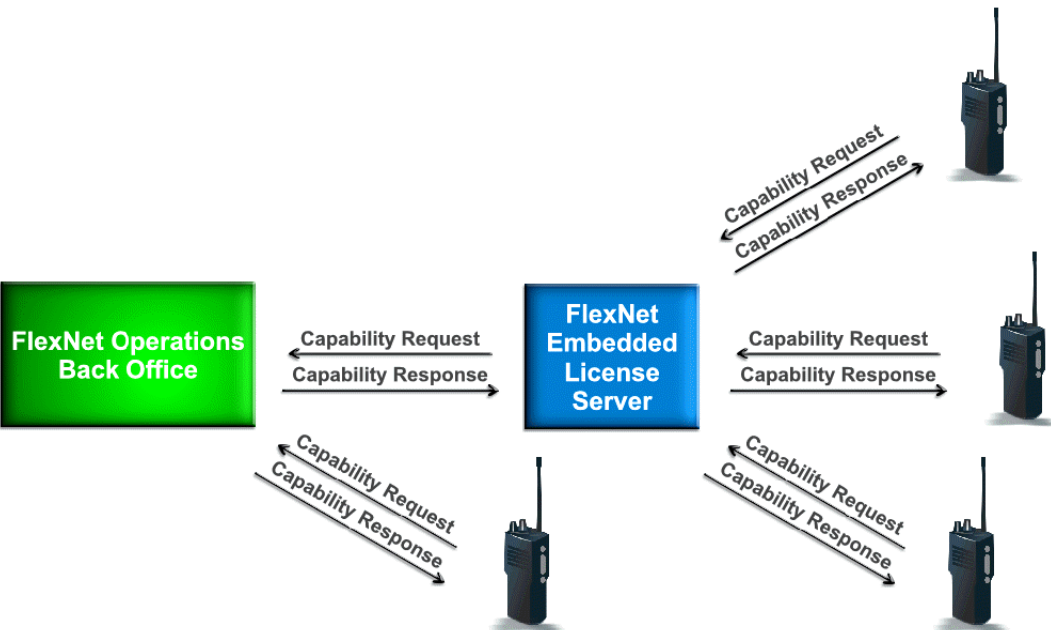 Capability Request
Capability Response
FlexNet Operations
Back Office
Capability Request
Capability Response
FlexNet
Embedded
License
Server
Capability Request
Capability Response
Capability Request
Capability Response
Capability Request
Capability Response